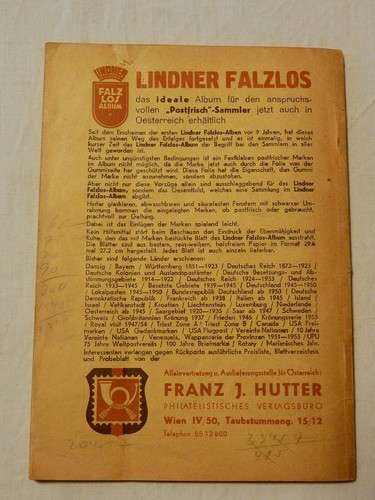 LINDNER
FALZ
LOS
ALBUM
LINDNER FALZLOS
das ideale Album für den anspruchs-
vollen „Postfrisch"-Sammler jetzt auch in
Oesterreich erhältlich
Seit dem Erscheinen der ersten Lindner Falzlos-Alben vor 9 Jahren, hat dieses
Album seinen Weg des Erfolges fortgesetzt und es ist einmalig, in welch
kurzer Zeit das Lindner Falzlos-Album der Begriff bei den Sammlern in aller
Welt geworden ist.
Auch unter ungünstigsten Bedingungen ist ein Festkleben postfrischer Marken
im Album nicht möglich, da die Marke jetzt auch durch die Folie von der
Gummiseite her geschützt wird. Diese Folie hat die Eigenschaft, den Gummi
der Marke nicht anzunehmen, sondern abzustoßen.
Aber nicht nur diese Vorzüge allein sind ausschlaggebend für das Lindner
Falzlos-Album, sondern das Gesamtbild, welches eine Sammlung im Lindner
Falzlos-Album abgibt.
Hinter glasklaren, einwaschbaren und säurefesten Fenstern mit schwarzer Um-
rahmung kommen die eingelegten Marken, ob postfrisch oder gebraucht,
prachtvoll zur Geltung.
Dabei ist das Einlegen der Marken spielend leicht.
Kein Hilfsmittel stört beim Beschauen den Eindruck der Ebenmäßigkeit und
Ruhe, den das mit Marken bestückte Blatt des Lindner Falzlos-Album ausstrahlt.
Die Blätter sind aus bestem, rein-weißem, holzfreiem Papier im Format 29.6
mal 27.2 cm hergestellt. Jedes Blatt ist auch einzeln lieferbar.
Bisher sind folgende Länder erschienen:
Danzig / Bayern / Württemberg 1851—1923 / Deutsches Reich 1872—1923 /
Deutsche Kolonien und Auslandspostämter / Deutsche Besetzungs- und Ab-
stimmungsgebiete 1914—1922 / Deutsches Reich 1924—1933 / Deutsches
Reich 1933—1945 / Besetzte Gebiete 1939—1945 / Deutschland 1945—1950
/ Lokalposten 1945—1950 / Bundesrepublik Deutschland ab 1950 / Deutsche
Demokratische Republik / Frankreich ab 1938 / Italien ab 1945 / Island /
Israel / Vatikanstadt / Kroatien / Liechtenstein / Luxemburg / Niederlande /
Oesterreich ab 1945 / Saargebiet 1920—35 / Saar ab 1947 / Schweden /
Schweiz / Großbritannien Krönung 1937 / Frieden 1946 / Krönungsserie 1953
/ Royal visit 1947/54 / Triest Zone A / Triest Zone B / Canada / USA Frei-
marken / USA Gedenkmarken / USA Flugpost / Vereinte Nationen / 10 Jahre
Vereinte Nationen / Venezuela, Wappenserie der Provinzen 1951—1953 / UPU
75 Jahre Weltpostverein / 100 Jahre Briefmarke / Rotary / Marianisches Jahr.
Interessenten verlangen gegen Rückporto ausführliche Preisliste, Blattverzeichnis
und Probeblatt von der
Alleinvertretung u. Auslieferungsstelle für Österreich:
FRANZ J. HUTTER
PHILATELISTISCHES VERLAGSBÜRO
Wien IV/50, Taubstummeng. 15/12
Telephon 65 12 6 00